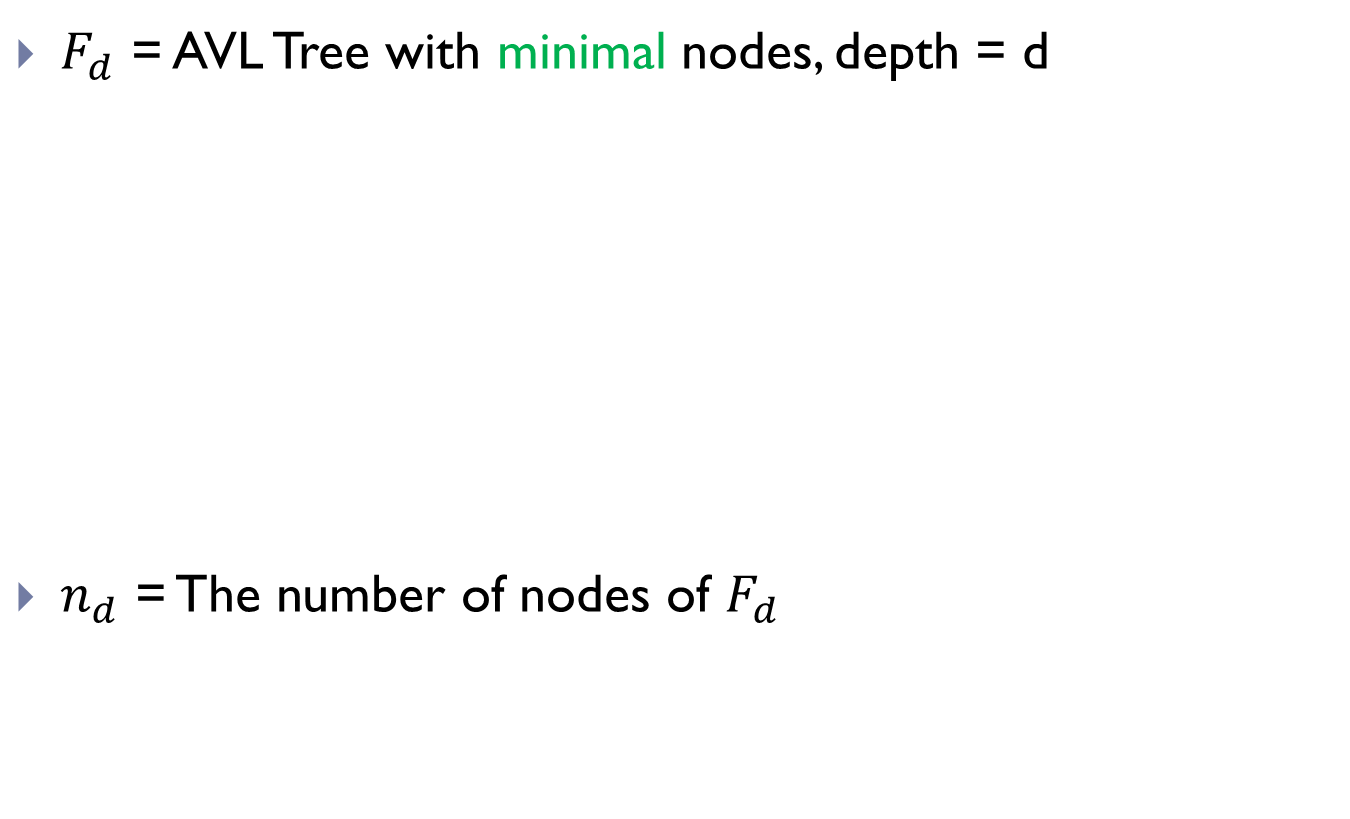 F_d = AVL Tree with minimal nodes, depth = d
n_d = The number of nodes of F_d